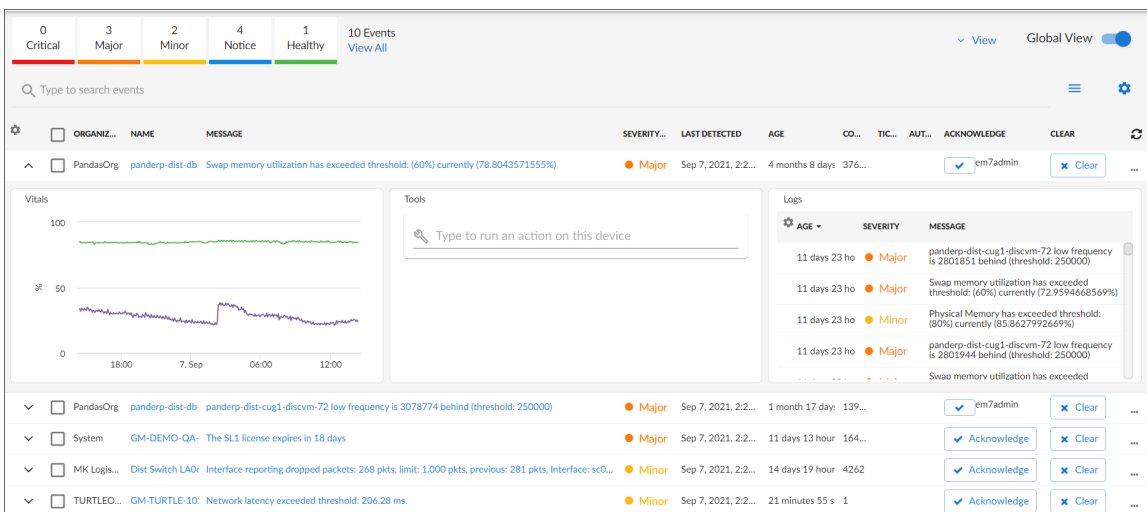 0 3 2 4 1 10 Events
Critical Major Minor Notice Healthy View All
View Global View
Type to search events
ORGANIZ... NAME MESSAGE SEVERITY... LAST DETECTED AGE CO... TIC... AUT... ACKNOWLEDGE CLEAR
PandasOrg panderp-dist-db- Swap memory utilization has exceeded threshold: (60%) currently (78.8043571555%) Major Sep 7, 2021, 2:2... 4 months 8 days 376... em7admin Clear ...
Vitals
100
50
0
%
18:00 7. Sep 06:00 12:00
Tools
Type to run an action on this device
Logs
AGE SEVERITY MESSAGE
11 days 23 ho Major panderp-dist-cug1-discvm-72 low frequency
is 2801851 behind (threshold: 250000)
11 days 23 ho Major Swap memory utilization has exceeded
threshold: (60%) currently (72.9594668569%)
11 days 23 ho Minor Physical Memory has exceeded threshold:
(80%) currently (85.8627992669%)
11 days 23 ho Major panderp-dist-cug1-discvm-72 low frequency
is 2801944 behind (threshold: 250000)
Swap memory utilization has exceeded
PandasOrg panderp-dist-db- panderp-dist-cug1-discvm-72 low frequency is 3078774 behind (threshold: 250000) Major Sep 7, 2021, 2:2... 1 month 17 days 139... em7admin Clear ...
System GM-DEMO-QA- The SL1 license expires in 18 days Major Sep 7, 2021, 2:2... 11 days 13 hour 164... Acknowledge Clear ...
MK Logis... Dist Switch LA0 Interface reporting dropped packets: 268 pkts, limit: 1.000 pkts, previous: 281 pkts, Interface: sc0... Minor Sep 7, 2021, 2:2... 14 days 19 hour 4262 Acknowledge Clear ...
TURTLEO... GM-TURTLE-10 Network latency exceeded threshold: 206.28 ms. Minor Sep 7, 2021, 2:2... 21 minutes 55 s 1 Acknowledge Clear ...